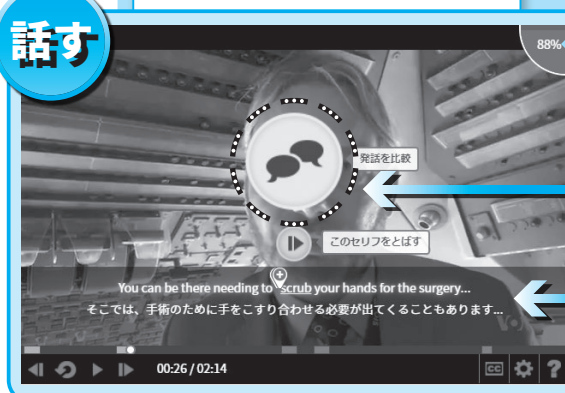 話す
88%
発話を比較
このセリフをとばす
You can be there needing to scrub your hands for the surgery...
そこでは、手術のために手をこすり合わせる必要が出てくることもあります...
00:26 / 02:14
CC
?